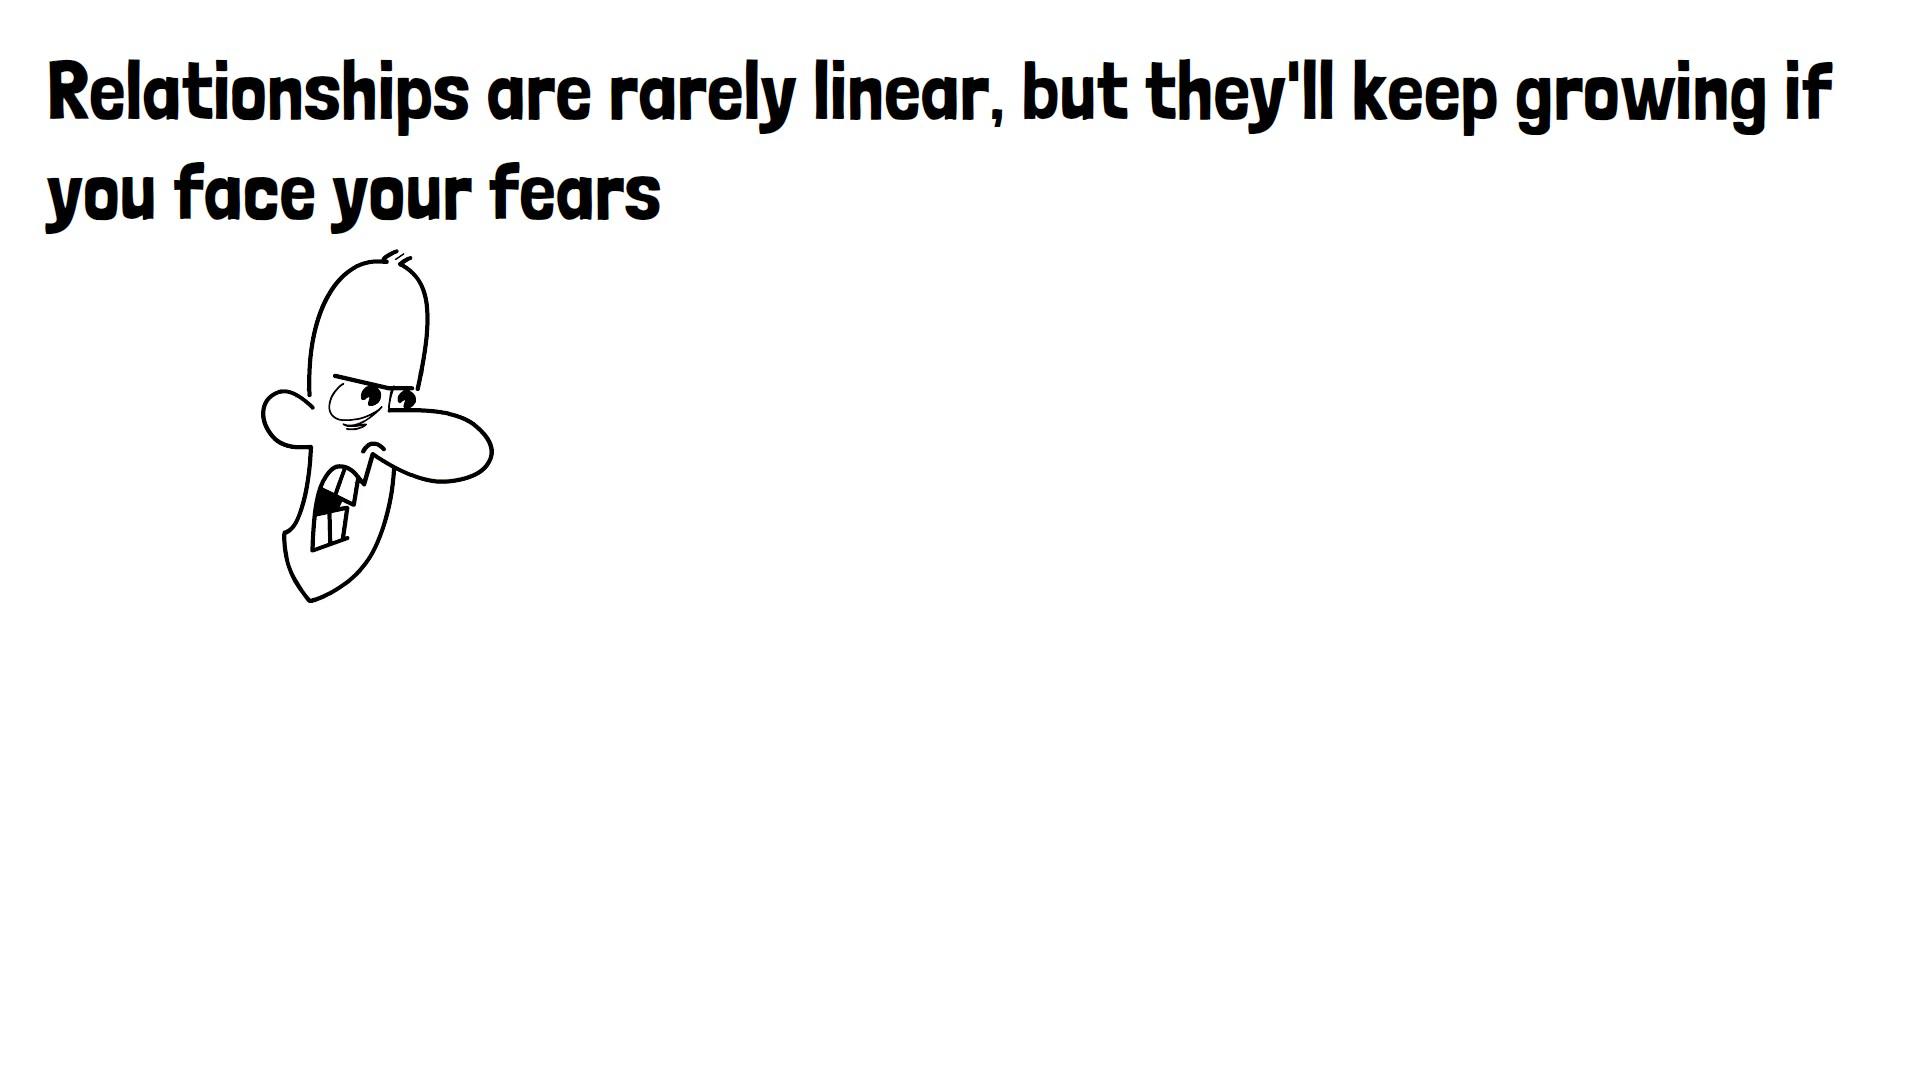 Relationships are rarely linear, but they'll keep growing if
you face your fears